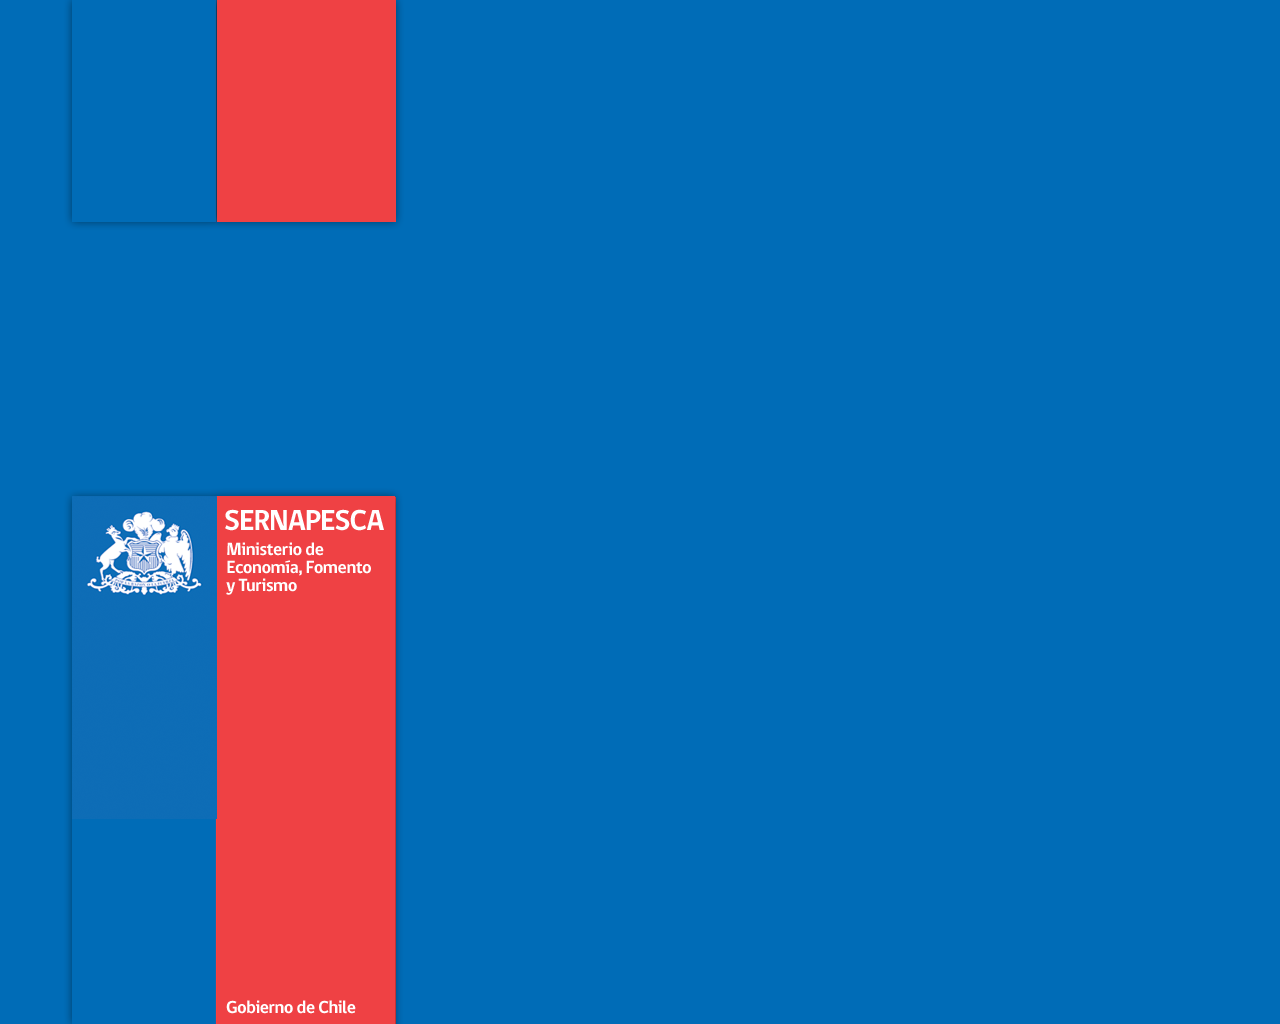 SERNAPESCA
Ministerio de
Economía, Fomento
y Turismo
Gobierno de Chile